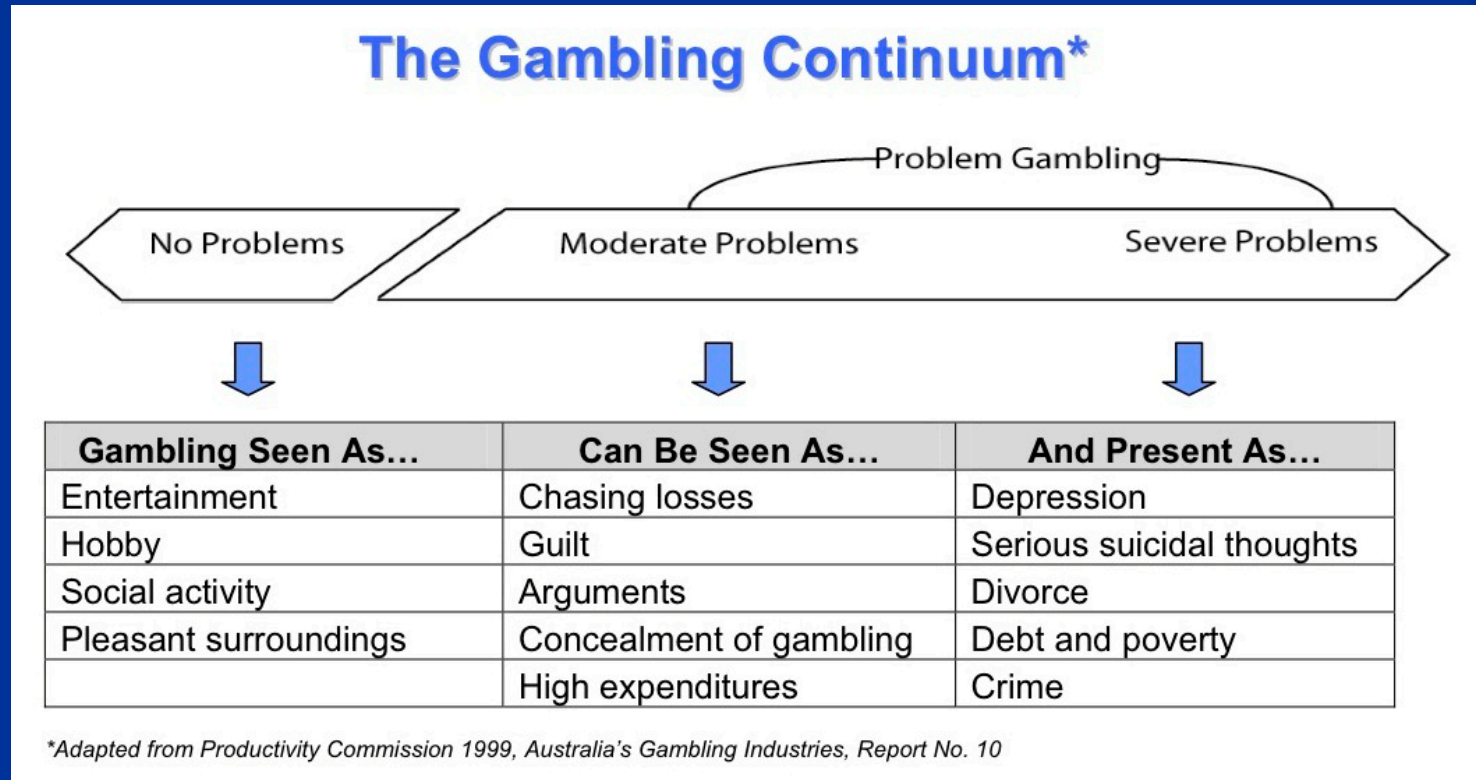 The Gambling Continuum*
Problem Gambling
No Problems
Moderate Problems
Severe Problems
Gambling Seen As… Can Be Seen As… And Present As…
Entertainment Chasing losses Depression
Hobby Guilt Serious suicidal thoughts
Social activity Arguments Divorce
Pleasant surroundings Concealment of gambling Debt and poverty
High expenditures Crime
*Adapted from Productivity Commission 1999, Australia's Gambling Industries, Report No. 10